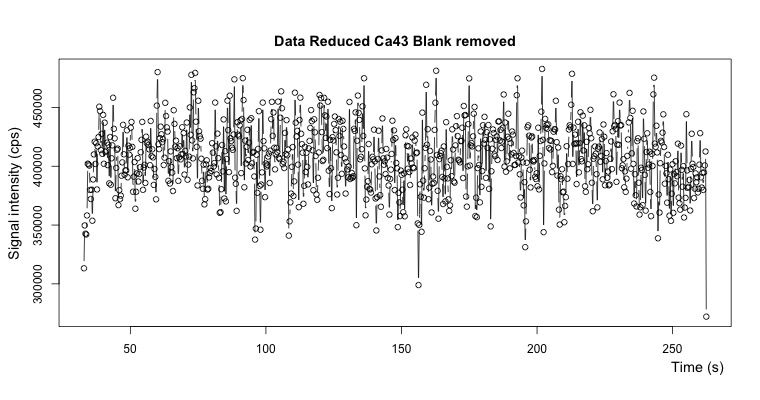 Data Reduced Ca43 Blank removed
Signal intensity (cps)
450000
400000
350000
300000
50 100 150 200 250
Time (s)